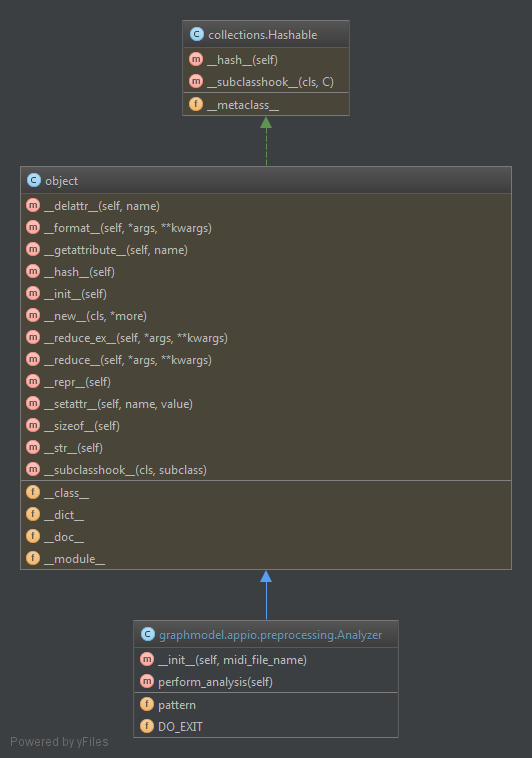 C collections.Hashable
m __hash__(self)
m __subclasshook__(cls, C)
f __metaclass__
C object
m __delattr__(self, name)
m __format__(self, *args, **kwargs)
m __getattribute__(self, name)
m __hash__(self)
m __init__(self)
m __new__(cls, *more)
m __reduce_ex__(self, *args, **kwargs)
m __reduce__(self, *args, **kwargs)
m __repr__(self)
m __setattr__(self, name, value)
m __sizeof__(self)
m __str__(self)
m __subclasshook__(cls, subclass)
f __class__
f __dict__
f __doc__
f __module__
C graphmodel.appio.preprocessing.Analyzer
m __init__(self, midi_file_name)
m perform_analysis(self)
f pattern
f DO_EXIT
Powered by yFiles